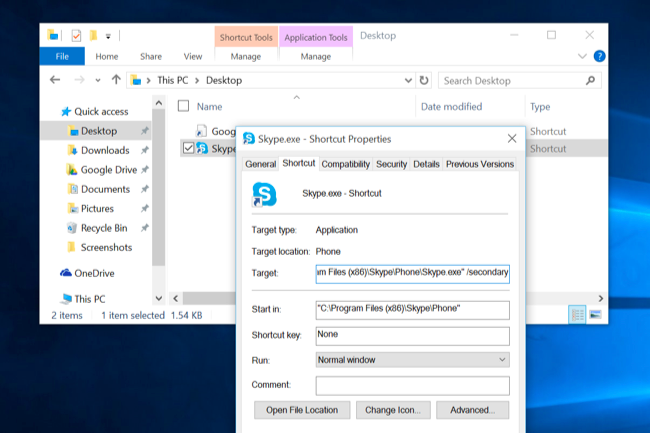 Shortcut Tools
Application Tools
Desktop
File
Home
Share
View
Manage
Manage
This PC
Desktop
Search Desktop
Quick access
Desktop
Downloads
Google Drive
Documents
Pictures
Recycle Bin
Screenshots
OneDrive
This PC
Name
Date modified
Type
Goog
Shortcut
Skype
Shortcut
2 items
1 item selected 1.54 KB
Skype.exe - Shortcut Properties
General
Shortcut
Compatibility
Security
Details
Previous Versions
Skype.exe - Shortcut
Target type:
Application
Target location:
Phone
Target:
ım Files (x86)\Skype\Phone\Skype.exe" /secondary
Start in:
"C:\Program Files (x86)\Skype\Phone"
Shortcut key:
None
Run:
Normal window
Comment:
Open File Location
Change Icon...
Advanced...